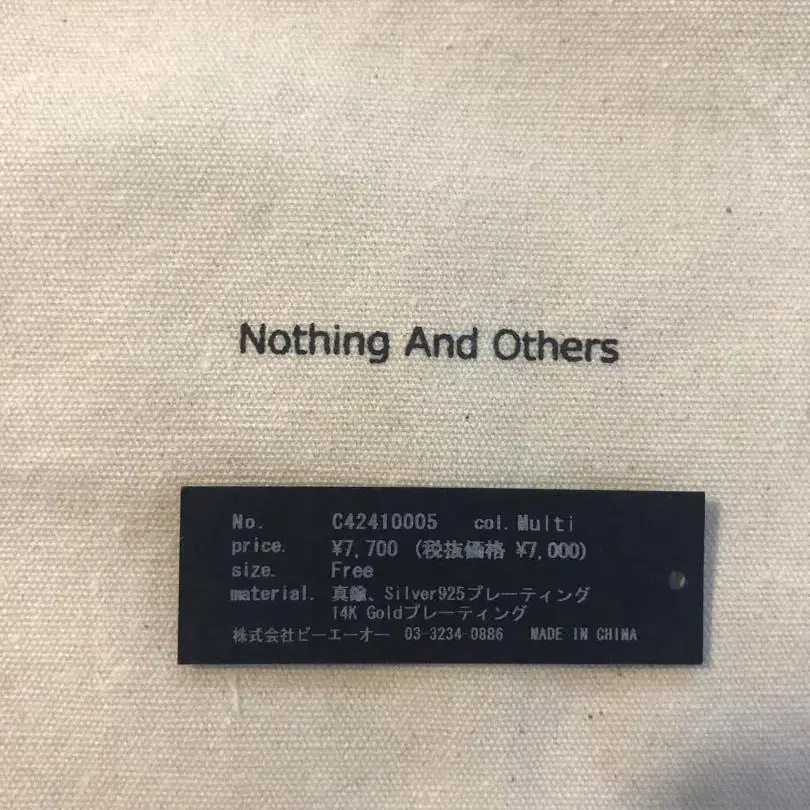 Nothing And Others
No. C42410005 col. Multi
price. ¥7,700 (税抜価格 ¥7,000)
size. Free
material. 真鍮、Silver925プレーティング
14K Goldプレーティング
株式会社ピーエーオー 03-3234-0886 MADE IN CHINA